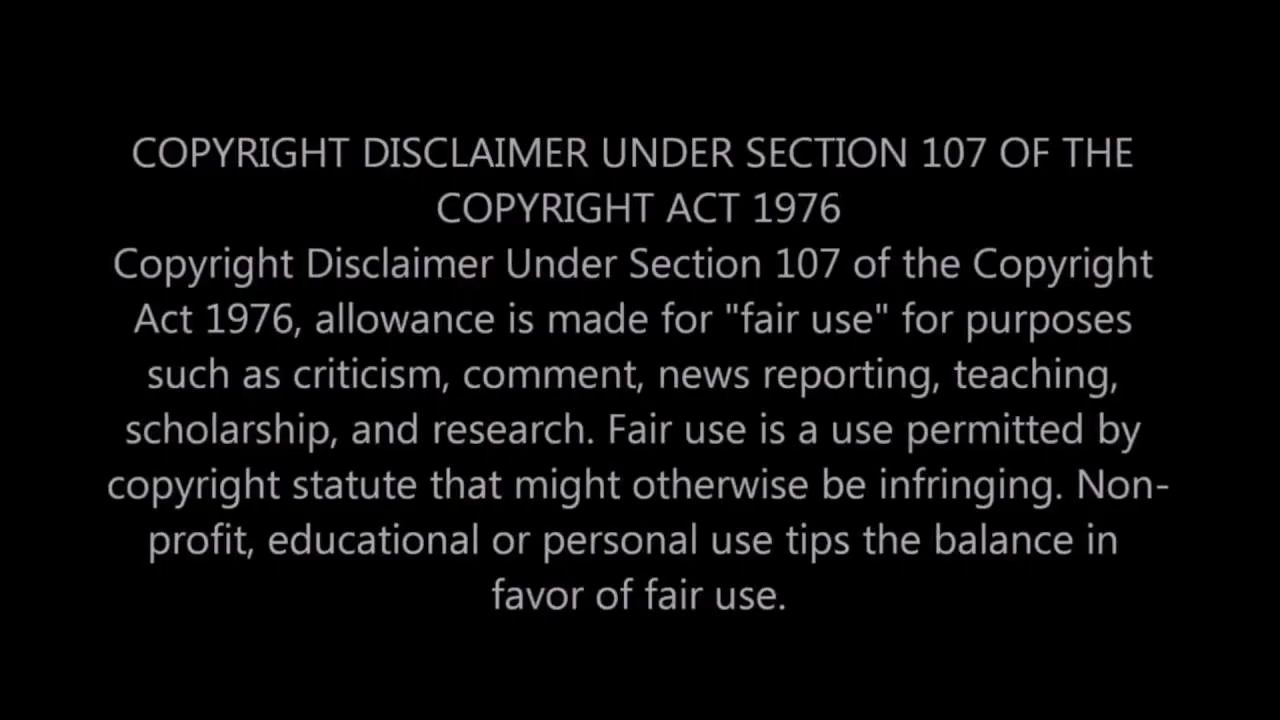 COPYRIGHT DISCLAIMER UNDER SECTION 107 OF THE
COPYRIGHT ACT 1976
Copyright Disclaimer Under Section 107 of the Copyright
Act 1976, allowance is made for "fair use" for purposes
such as criticism, comment, news reporting, teaching,
scholarship, and research. Fair use is a use permitted by
copyright statute that might otherwise be infringing. Non-
profit, educational or personal use tips the balance in
favor of fair use.